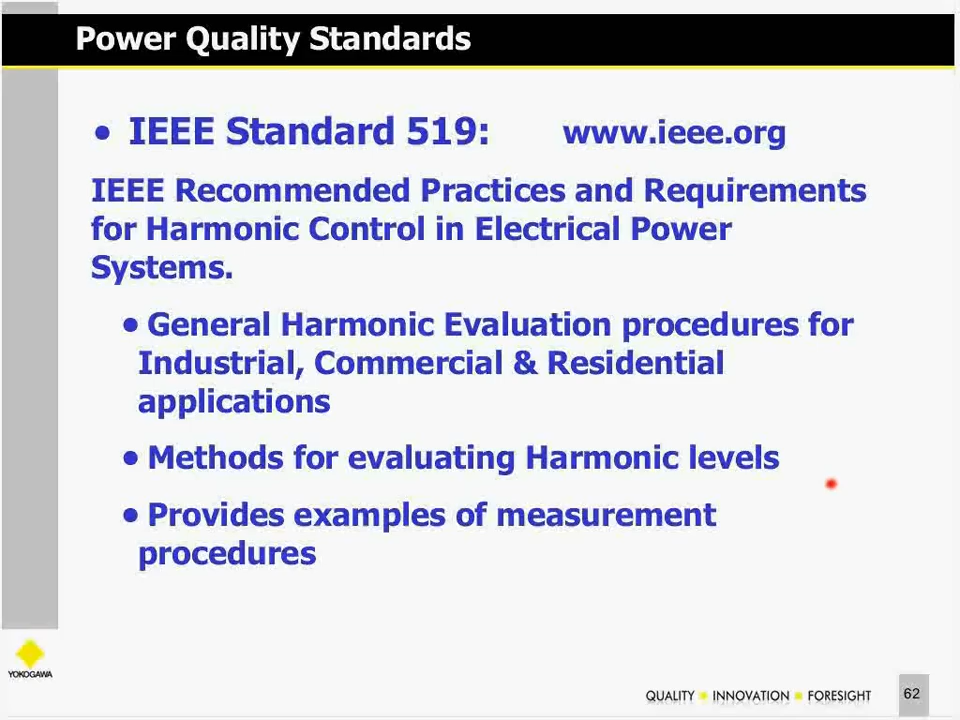 Power Quality Standards
• IEEE Standard 519: www.ieee.org
IEEE Recommended Practices and Requirements
for Harmonic Control in Electrical Power
Systems.
• General Harmonic Evaluation procedures for
Industrial, Commercial & Residential
applications
• Methods for evaluating Harmonic levels
• Provides examples of measurement
procedures
YOKOGAWA
QUALITY ■ INNOVATION ■ FORESIGHT
62